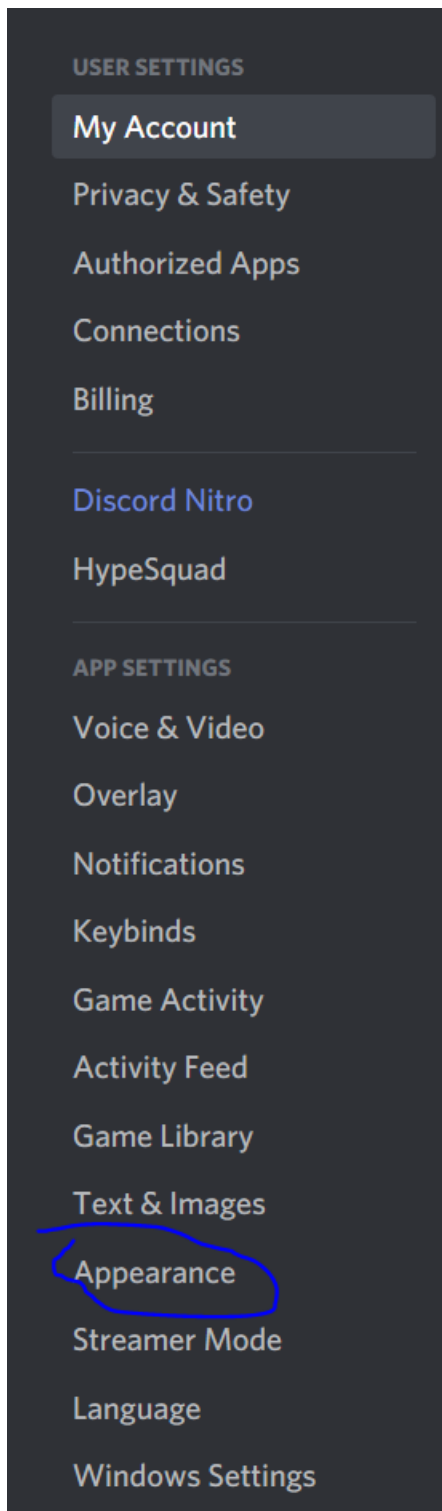 USER SETTINGS
My Account
Privacy & Safety
Authorized Apps
Connections
Billing
Discord Nitro
HypeSquad
APP SETTINGS
Voice & Video
Overlay
Notifications
Keybinds
Game Activity
Activity Feed
Game Library
Text & Images
Appearance
Streamer Mode
Language
Windows Settings